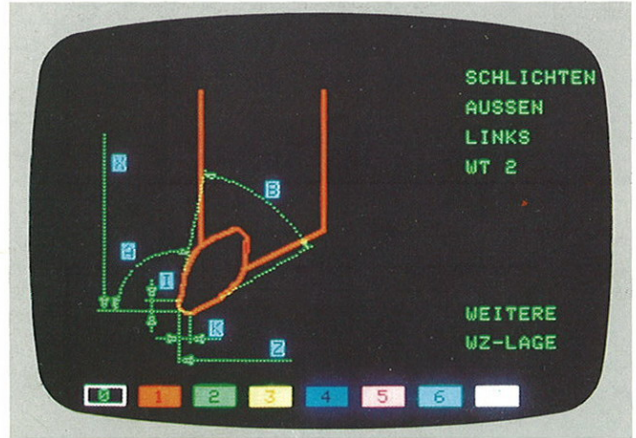 SCHLICHTEN
AUSSEN
LINKS
WT 2
X
B
A
I
K
Z
WEITERE
WZ-LAGE
0 1 2 3 4 5 6